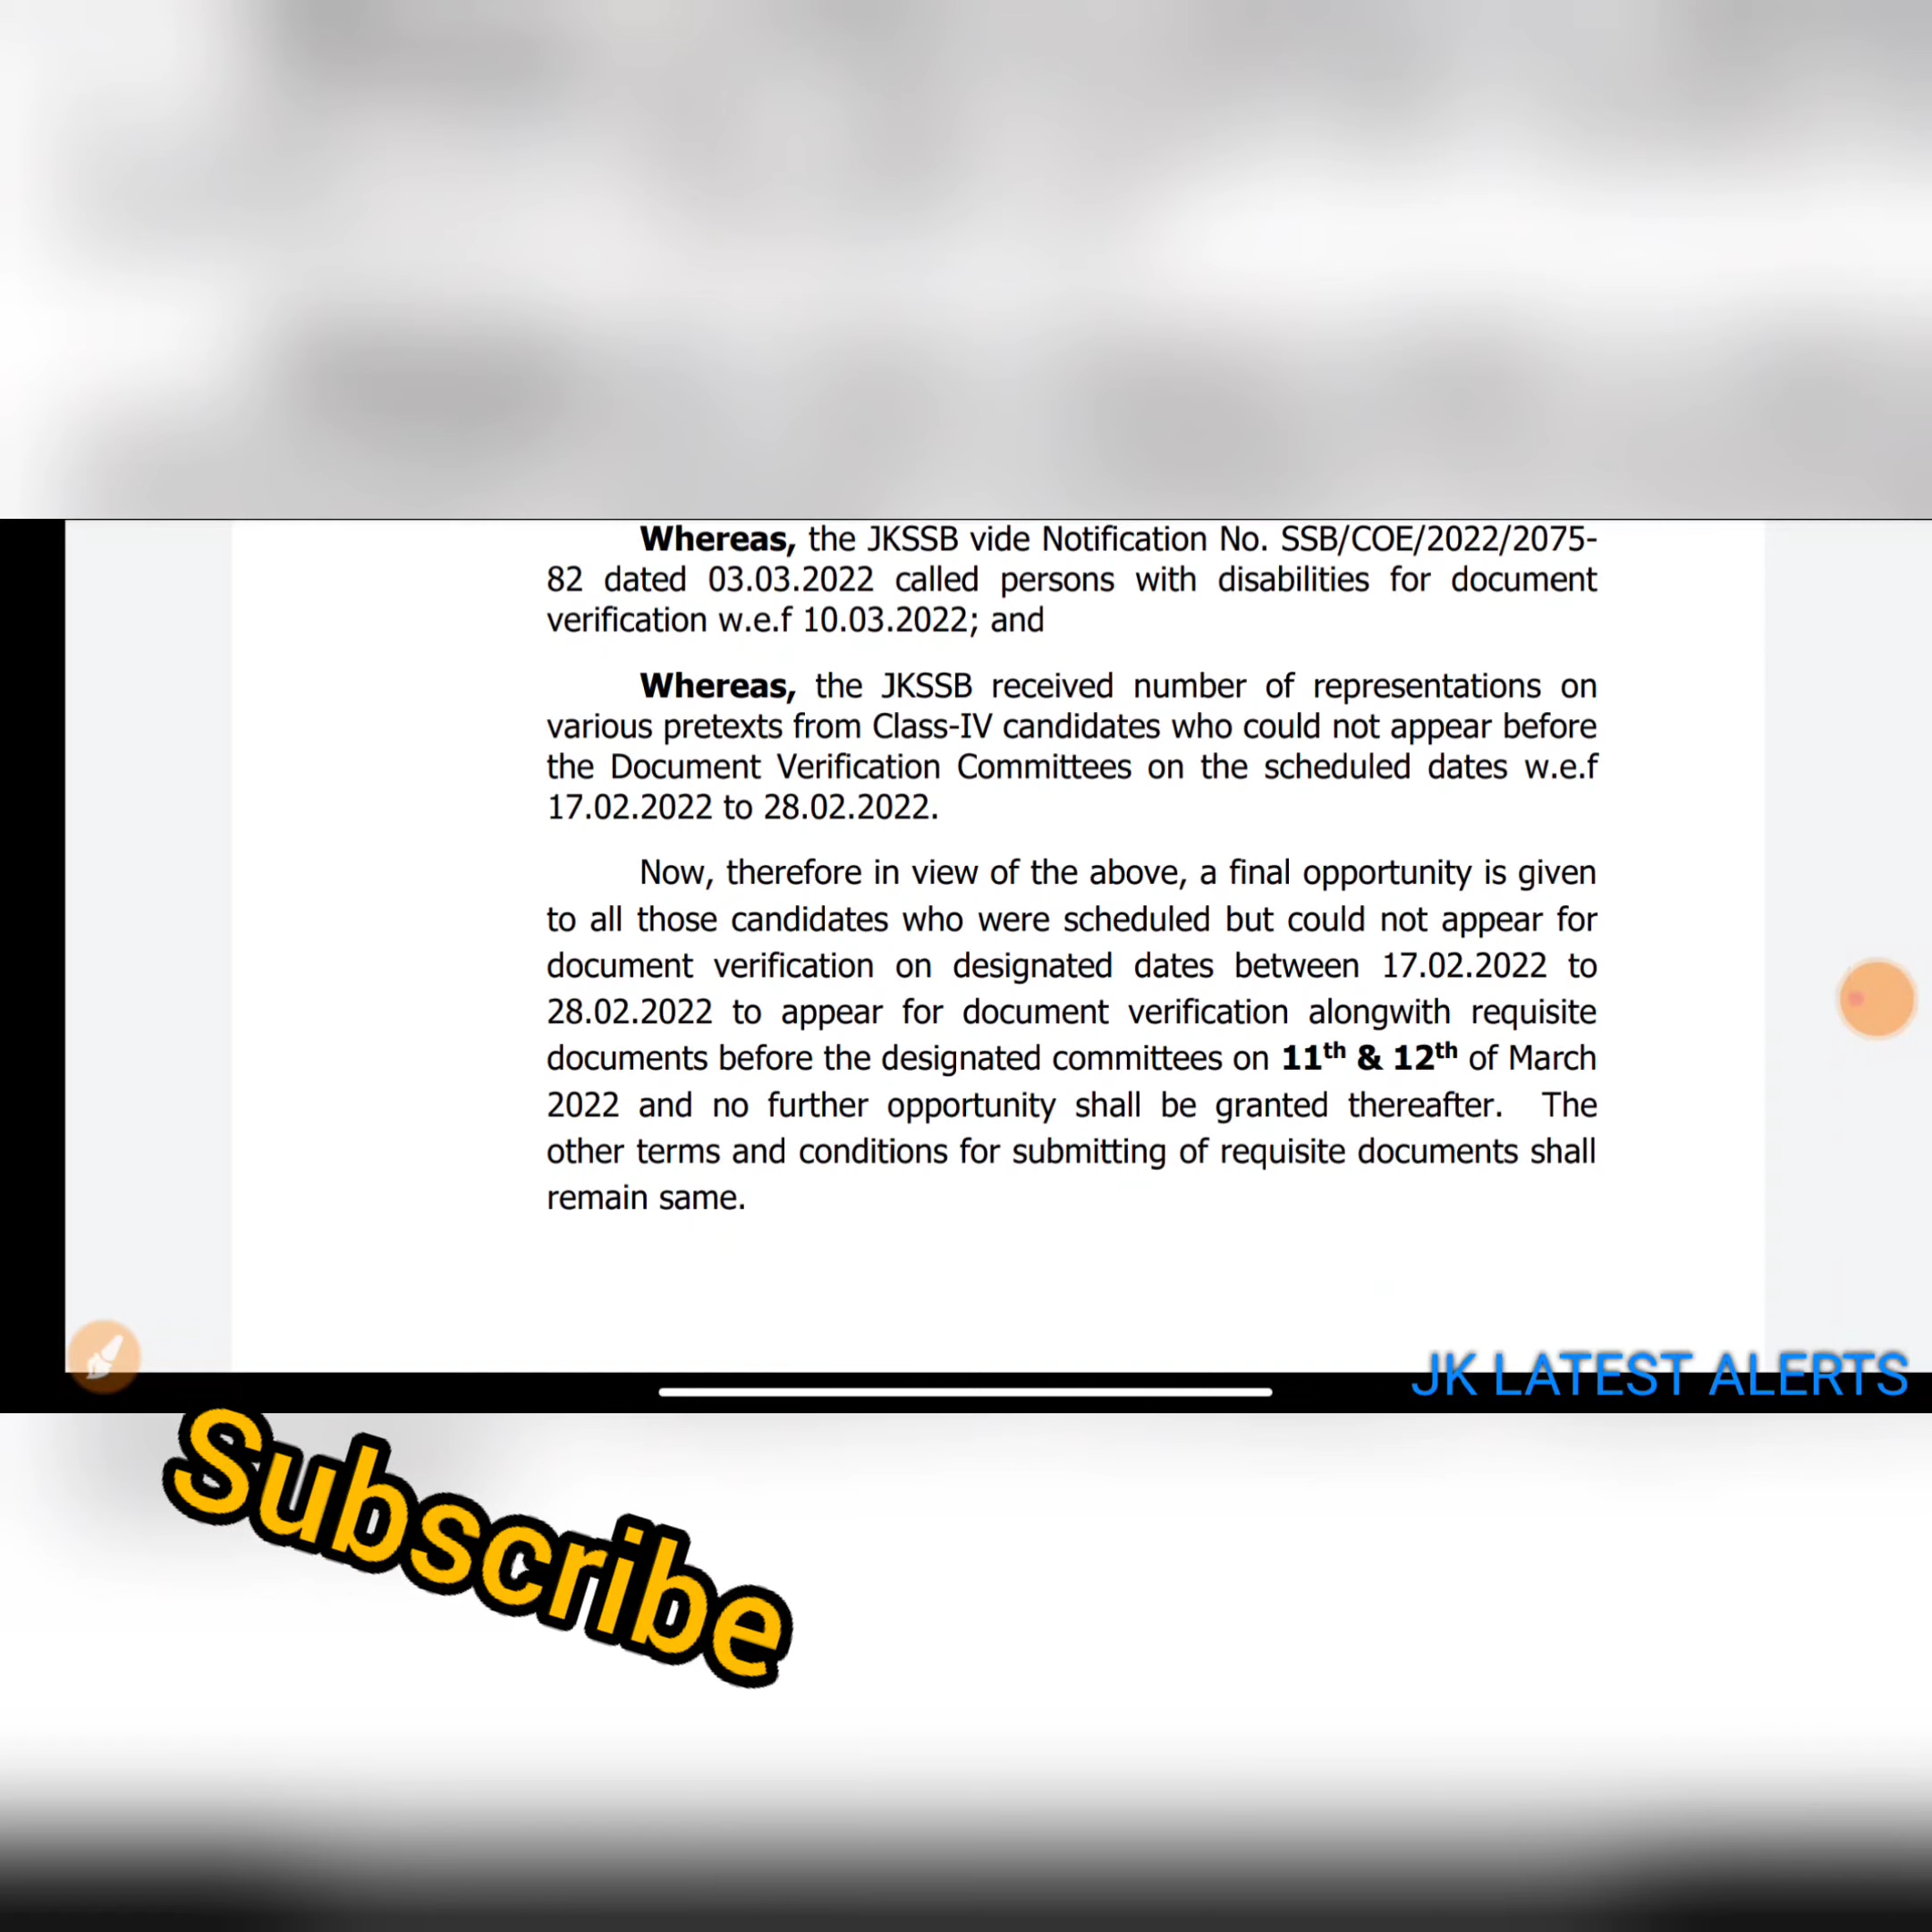 Whereas, the JKSSB vide Notification No. SSB/COE/2022/2075-
82 dated 03.03.2022 called persons with disabilities for document
verification w.e.f 10.03.2022; and
Whereas, the JKSSB received number of representations on
various pretexts from Class-IV candidates who could not appear before
the Document Verification Committees on the scheduled dates w.e.f
17.02.2022 to 28.02.2022.
Now, therefore in view of the above, a final opportunity is given
to all those candidates who were scheduled but could not appear for
document verification on designated dates between 17.02.2022 to
28.02.2022 to appear for document verification alongwith requisite
documents before the designated committees on 11th & 12th of March
2022 and no further opportunity shall be granted thereafter. The
other terms and conditions for submitting of requisite documents shall
remain same.
JK LATEST ALERTS
Subscribe